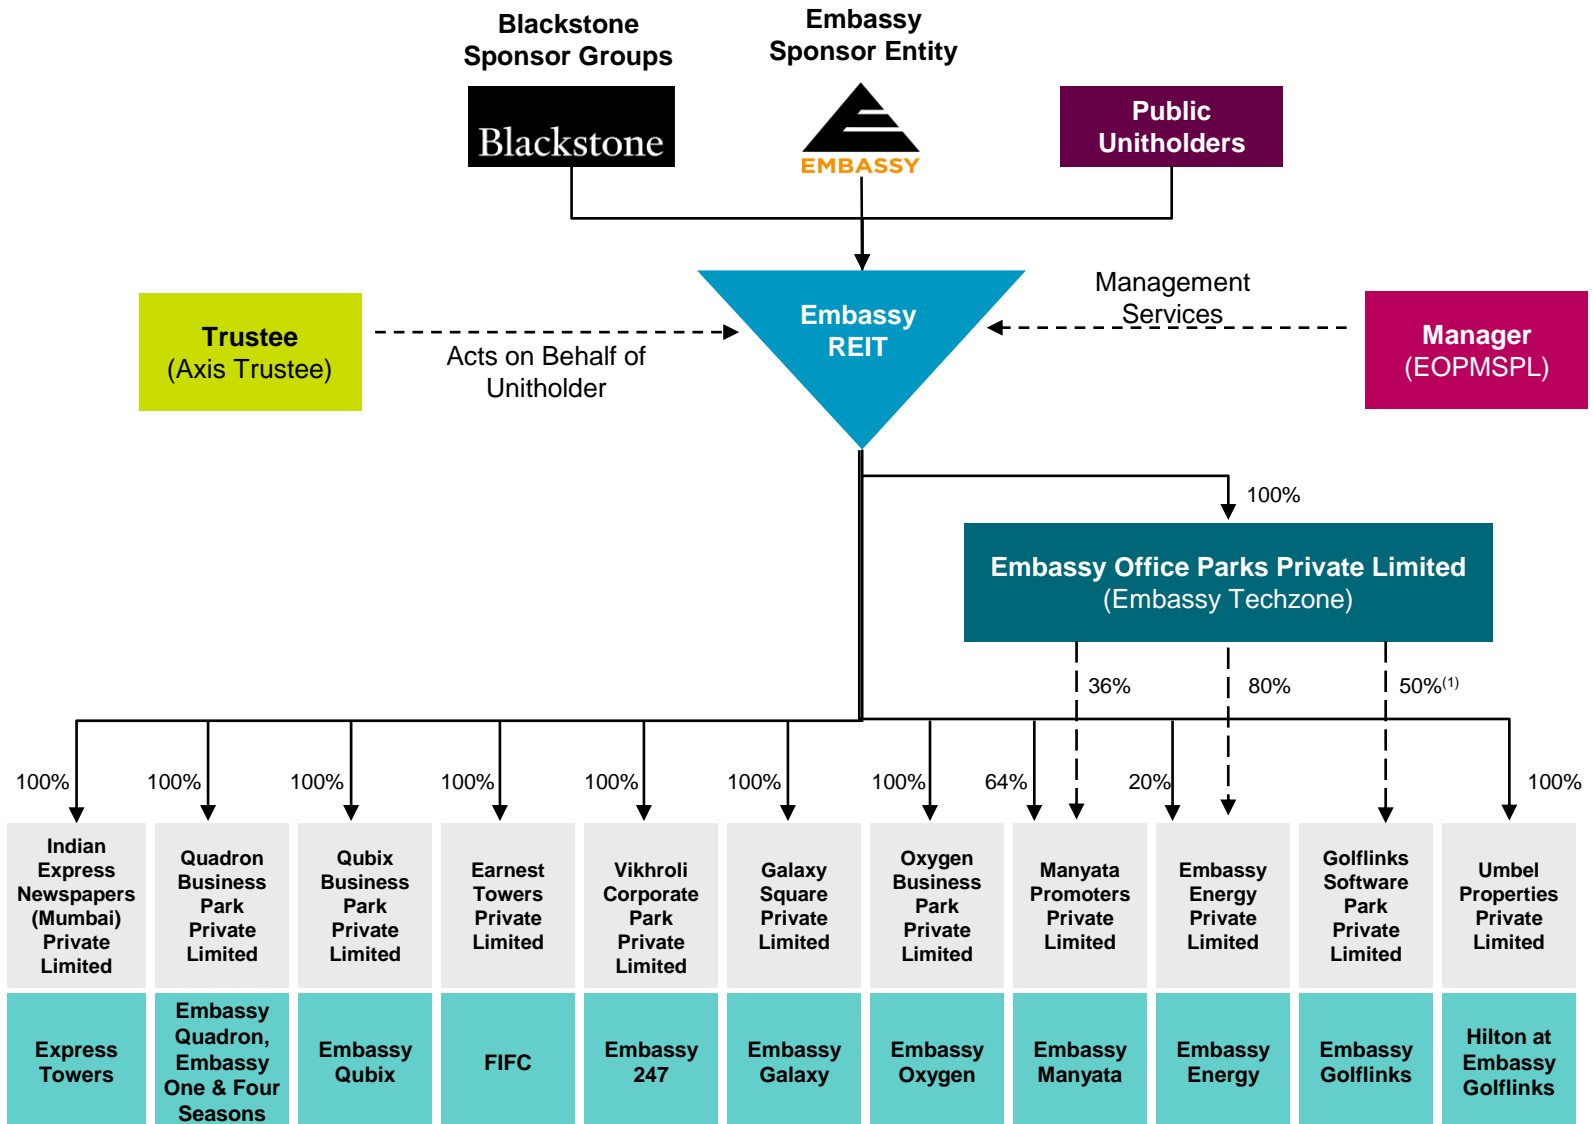 Blackstone
Sponsor Groups
Embassy
Sponsor Entity
Blackstone
EMBASSY
Public
Unitholders
Trustee
(Axis Trustee)
Acts on Behalf of
Unitholder
Embassy
REIT
Management
Services
Manager
(EOPMSPL)
100%
Embassy Office Parks Private Limited
(Embassy Techzone)
36%
80%
50%(1)
100%
100%
100%
100%
100%
100%
100%
64%
20%
100%
Indian
Express
Newspapers
(Mumbai)
Private
Limited
Quadron
Business
Park
Private
Limited
Qubix
Business
Park
Private
Limited
Earnest
Towers
Private
Limited
Vikhroli
Corporate
Park
Private
Limited
Galaxy
Square
Private
Limited
Oxygen
Business
Park
Private
Limited
Manyata
Promoters
Private
Limited
Embassy
Energy
Private
Limited
Golflinks
Software
Park
Private
Limited
Umbel
Properties
Private
Limited
Express
Towers
Embassy
Quadron,
Embassy
One & Four
Seasons
Embassy
Qubix
FIFC
Embassy
247
Embassy
Galaxy
Embassy
Oxygen
Embassy
Manyata
Embassy
Energy
Embassy
Golflinks
Hilton at
Embassy
Golflinks